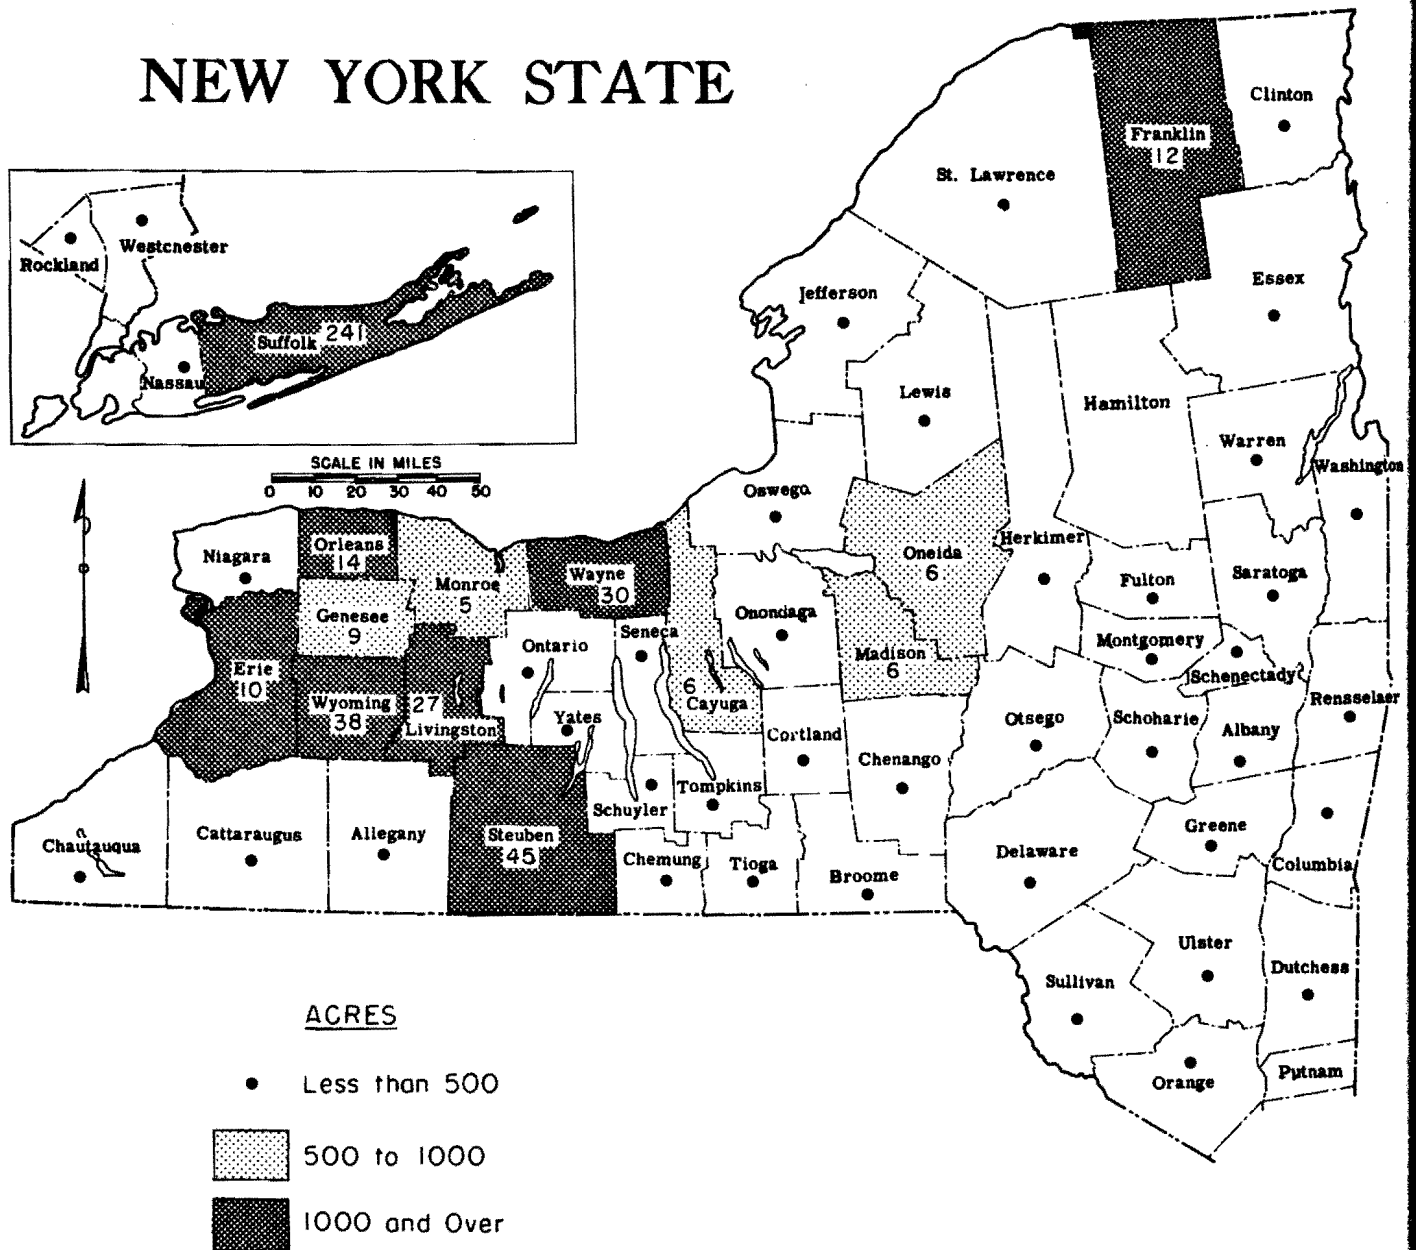 NEW YORK STATE
Clinton
Franklin
12
St. Lawrence
Westcnester
Rockland
Suffolk 241
Nassau
Essex
Jefferson
Lewis
Hamilton
Warren
Washington
SCALE IN MILES
0 10 20 30 40 50
Oswego
Niagara
Orleans
14
Monroe
5
Wayne
30
Oneida
6
Herkimer
Fulton
Saratoga
Genesee
9
Ontario
Seneca
Onondaga
Madison
6
Montgomery
Schenectady
Rensselaer
Erie
10
Wyoming
38
27
Livingston
Yates
6
Cayuga
Cortland
Chenango
Otsego
Schoharie
Albany
Schuyler
Tompkins
Chautauqua
Cattaraugus
Allegany
Steuben
45
Chemung
Tioga
Broome
Delaware
Greene
Columbia
Ulster
Sullivan
Dutchess
Orange
Putnam
ACRES
Less than 500
500 to 1000
1000 and Over